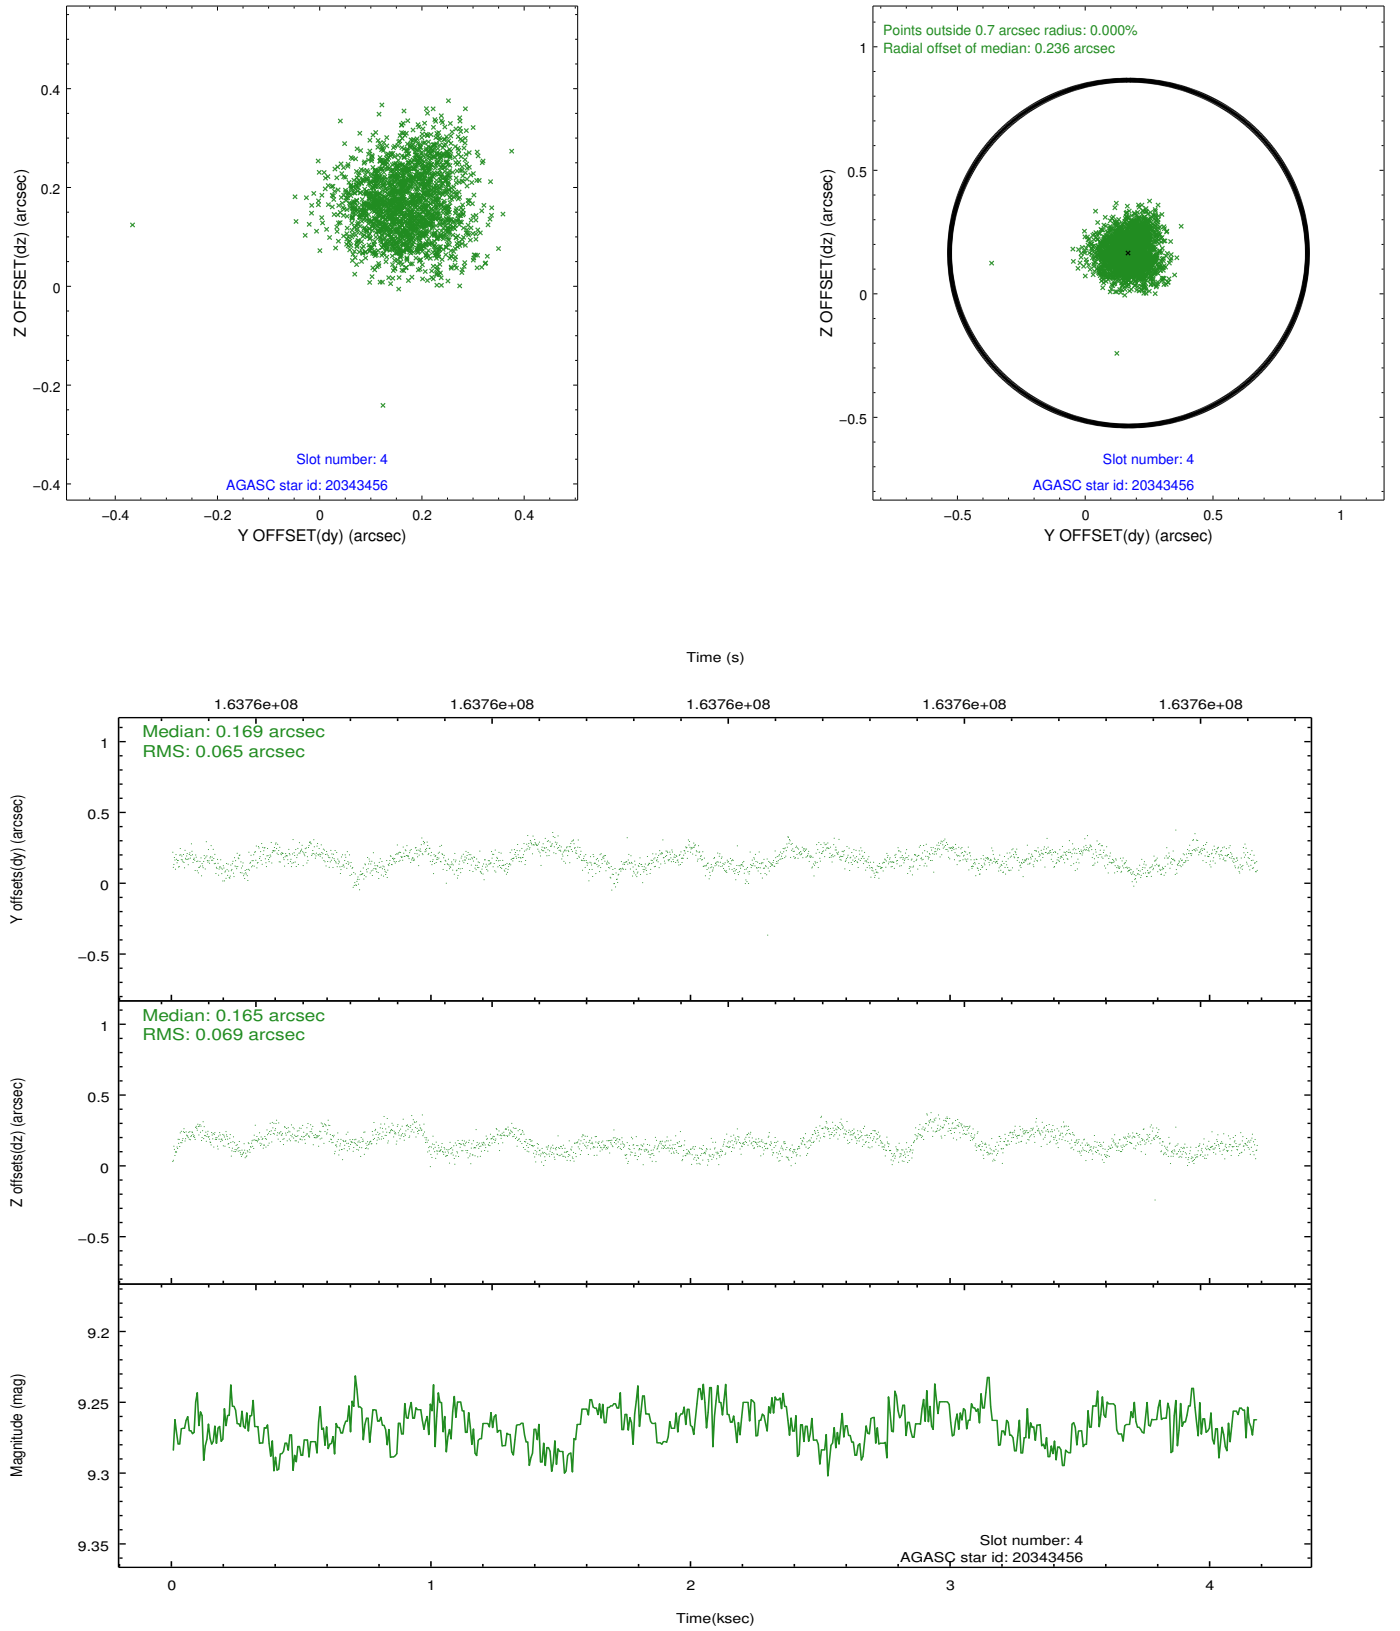 0.4
0.2
0
−0.2
−0.4
Z OFFSET(dz) (arcsec)
Slot number: 4
AGASC star id: 20343456
−0.4 −0.2 0 0.2 0.4
Y OFFSET(dy) (arcsec)
Points outside 0.7 arcsec radius: 0.000%
Radial offset of median: 0.236 arcsec
1
0.5
0
−0.5
Z OFFSET(dz) (arcsec)
Slot number: 4
AGASC star id: 20343456
−0.5 0 0.5 1
Y OFFSET(dy) (arcsec)
Time (s)
1.6376e+08 1.6376e+08 1.6376e+08 1.6376e+08 1.6376e+08
Median: 0.169 arcsec
RMS: 0.065 arcsec
1
0.5
0
−0.5
Y offsets(dy) (arcsec)
Median: 0.165 arcsec
RMS: 0.069 arcsec
1
0.5
0
−0.5
Z offsets(dz) (arcsec)
9.2
9.25
9.3
9.35
Magnitude (mag)
Slot number: 4
AGASC star id: 20343456
0 1 2 3 4
Time(ksec)